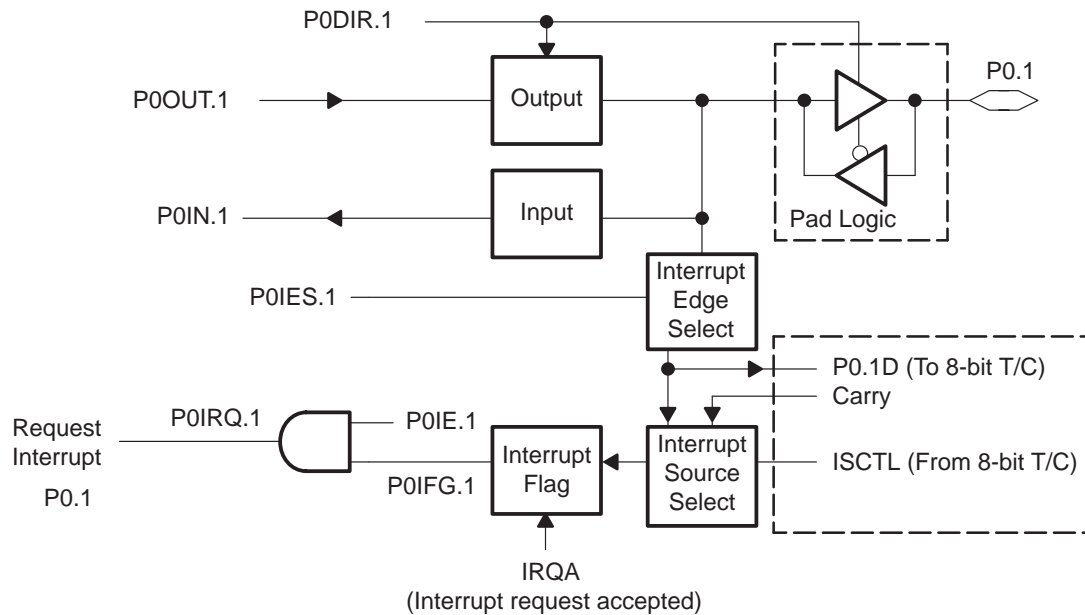 P0DIR.1
P0.1
P0OUT.1
Output
P0IN.1
Input
Pad Logic
P0IES.1
Interrupt
Edge
Select
P0.1D (To 8-bit T/C)
Carry
P0IRQ.1
P0IE.1
Request
Interrupt
P0.1
P0IFG.1
Interrupt
Flag
Interrupt
Source
Select
ISCTL (From 8-bit T/C)
IRQA
(Interrupt request accepted)